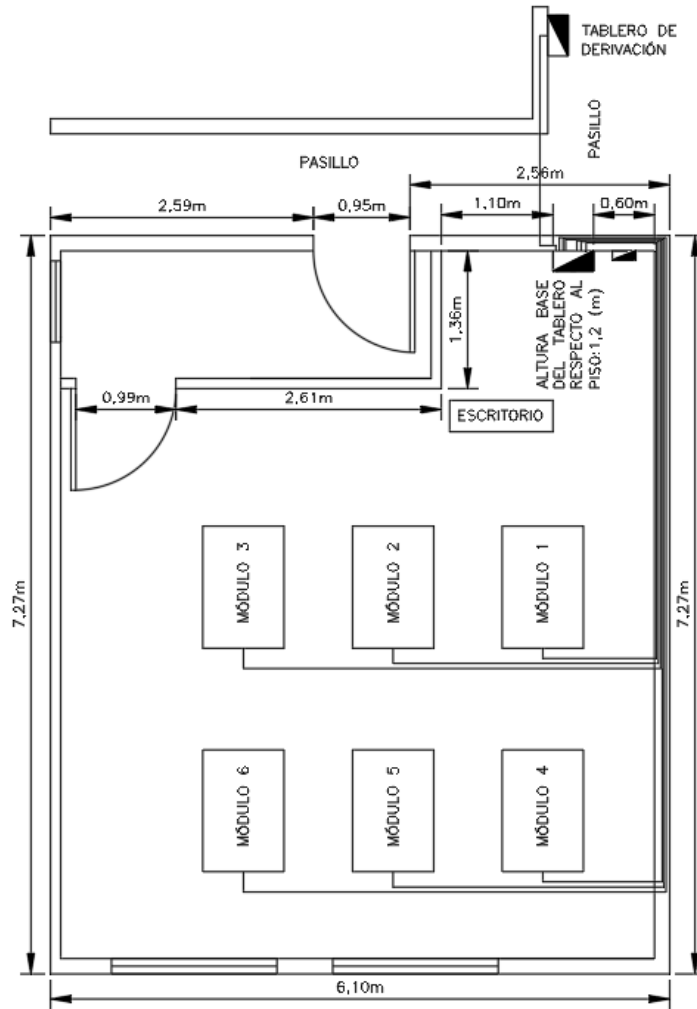 TABLERO DE
DERIVACIÓN
PASILLO
PASILLO
2,56m
2,59m
0,95m
1,10m
0,60m
1,36m
ALTURA BASE
DEL TABLERO
RESPECTO AL
PISO:1,2 (m)
0,99m
2,61m
ESCRITORIO
7,27m
7,27m
MÓDULO 3
MÓDULO 2
MÓDULO 1
MÓDULO 6
MÓDULO 5
MÓDULO 4
6,10m